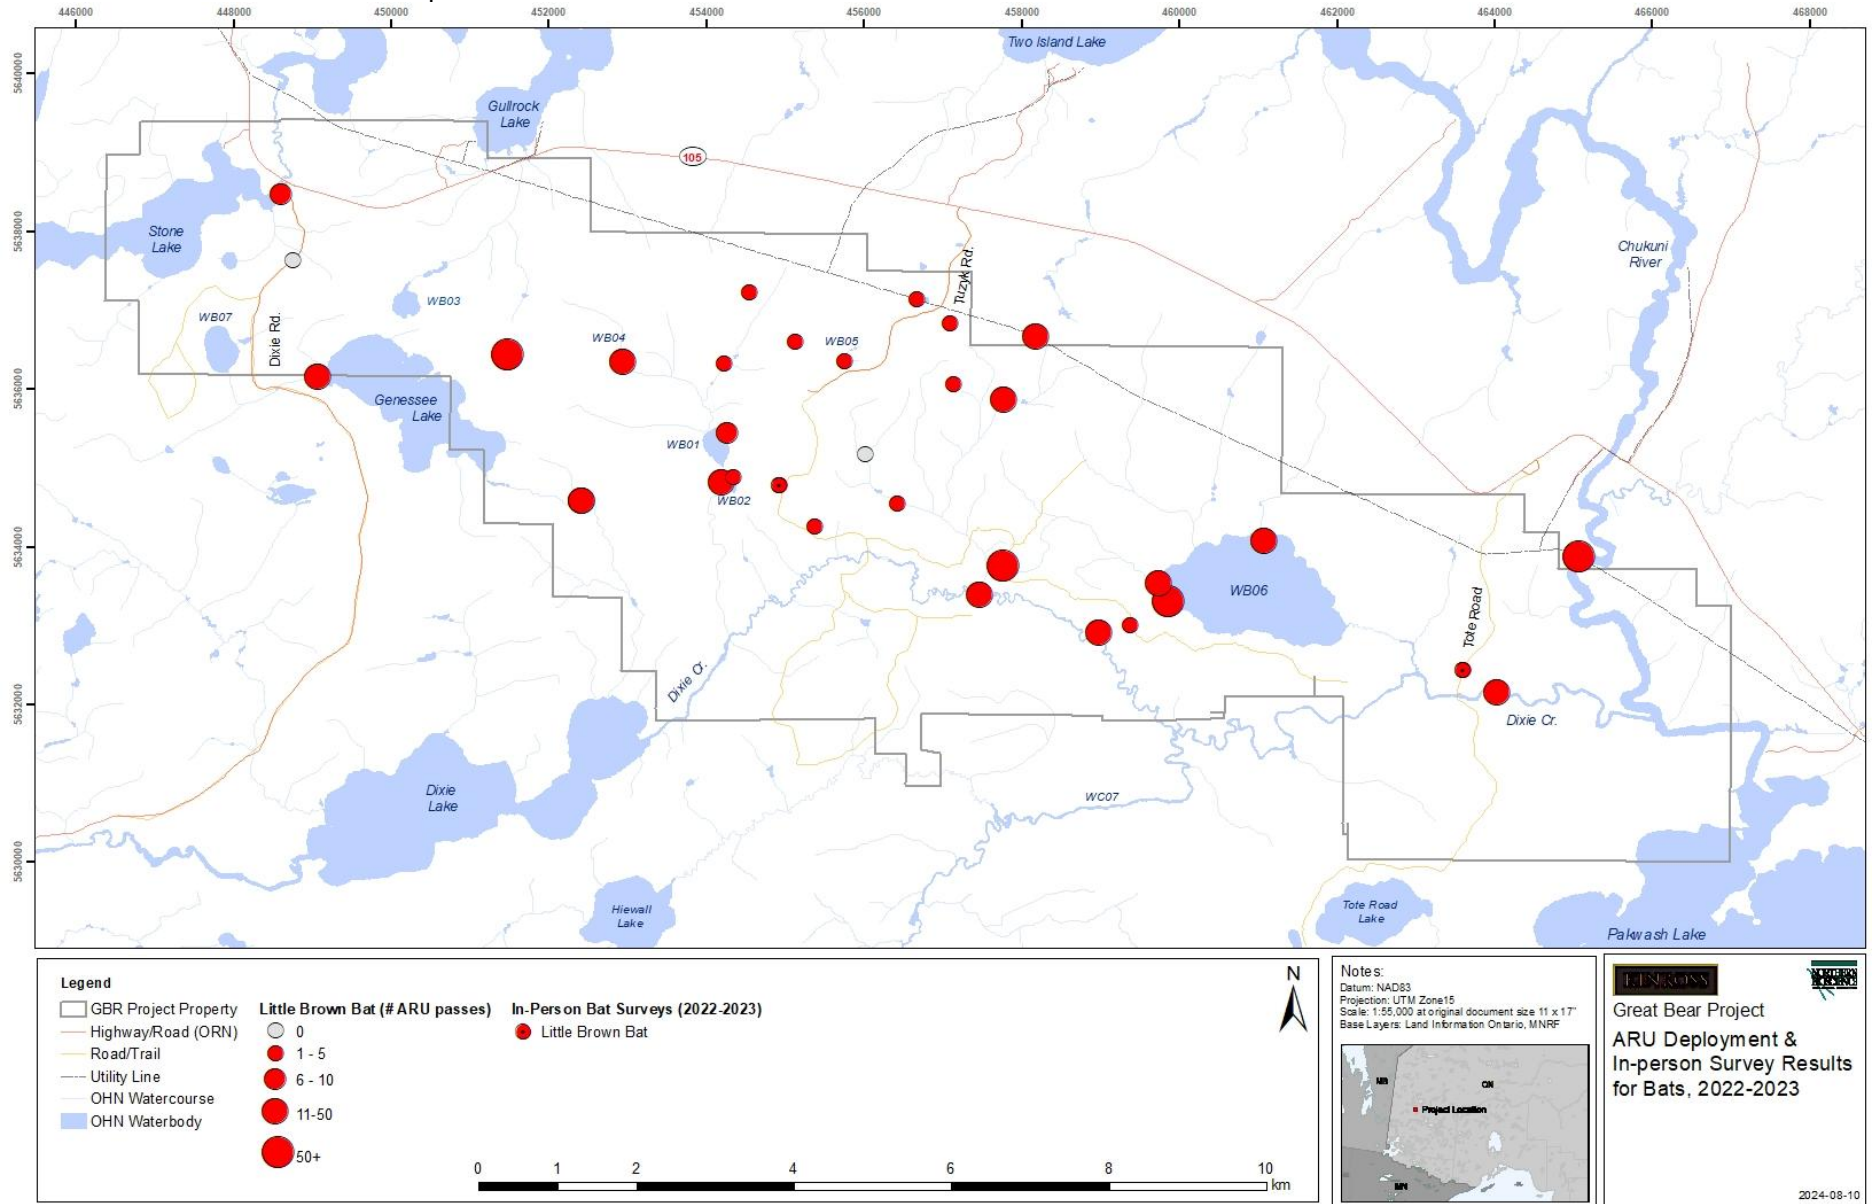 446000 448000 450000 452000 454000 456000 458000 460000 462000 464000 466000 468000
5640000
5638000
5636000
5634000
5632000
5630000
Two Island Lake
Gullrock
Lake
105
Stone
Lake
Chukuni
River
Tuzyk Rd.
WB03
WB07
Dixie Rd.
WB04
WB05
Genessee
Lake
WB01
WB02
WB06
Tote Road
Dixie Cr.
Dixie Cr.
Dixie
Lake
WC07
Hiewall
Lake
Tote Road
Lake
Pakwash Lake
Legend
GBR Project Property
Highway/Road (ORN)
Road/Trail
Utility Line
OHN Watercourse
OHN Waterbody
Little Brown Bat (# ARU passes)
0
1 - 5
6 - 10
11-50
50+
In-Person Bat Surveys (2022-2023)
Little Brown Bat
N
0 1 2 4 6 8 10
km
Notes:
Datum: NAD83
Projection: UTM Zone15
Scale: 1:55,000 at original document size 11 x 17"
Base Layers: Land Information Ontario, MNRF
MB
ON
Project Location
MN
KINROSS
Great Bear Project
ARU Deployment &
In-person Survey Results
for Bats, 2022-2023
2024-08-10